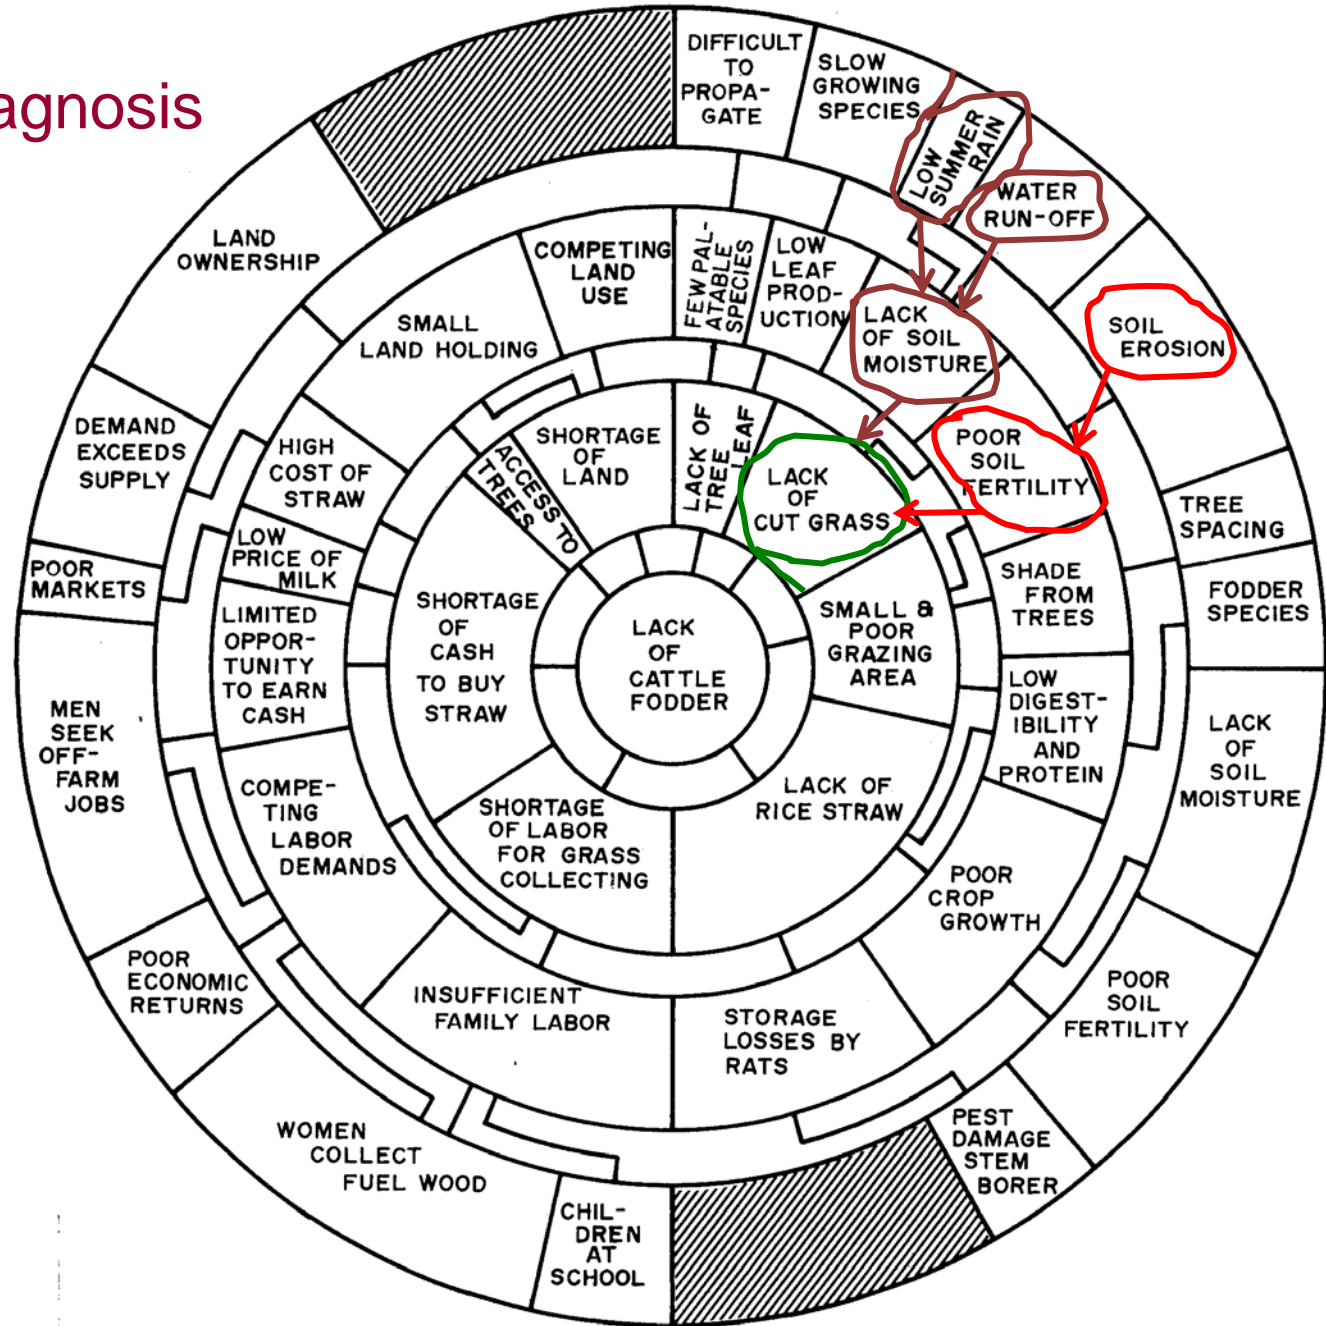 agnosis
DIFFICULT
TO
PROPA-
GATE
SLOW
GROWING
SPECIES
LOW
SUMMER
RAIN
WATER
RUN-OFF
SOIL
EROSION
TREE
SPACING
FODDER
SPECIES
LACK
OF
SOIL
MOISTURE
POOR
SOIL
FERTILITY
PEST
DAMAGE
STEM
BORER
CHIL-
DREN
AT
SCHOOL
WOMEN
COLLECT
FUEL WOOD
POOR
ECONOMIC
RETURNS
MEN
SEEK
OFF-
FARM
JOBS
POOR
MARKETS
DEMAND
EXCEEDS
SUPPLY
LAND
OWNERSHIP
COMPETING
LAND
USE
FEW PAL-
ATABLE
SPECIES
LOW
LEAF
PROD-
UCTION
LACK
OF SOIL
MOISTURE
POOR
SOIL
FERTILITY
SHADE
FROM
TREES
LOW
DIGEST-
IBILITY
AND
PROTEIN
POOR
CROP
GROWTH
STORAGE
LOSSES BY
RATS
INSUFFICIENT
FAMILY LABOR
COMPE-
TING
LABOR
DEMANDS
LIMITED
OPPOR-
TUNITY
TO EARN
CASH
LOW
PRICE OF
MILK
HIGH
COST OF
STRAW
SMALL
LAND HOLDING
SHORTAGE
OF
LAND
LACK OF
TREE
LEAF
LACK
OF
CUT GRASS
SMALL &
POOR
GRAZING
AREA
LACK OF
RICE STRAW
SHORTAGE
OF LABOR
FOR GRASS
COLLECTING
SHORTAGE
OF
CASH
TO BUY
STRAW
ACCESS TO
TREES
LACK
OF
CATTLE
FODDER